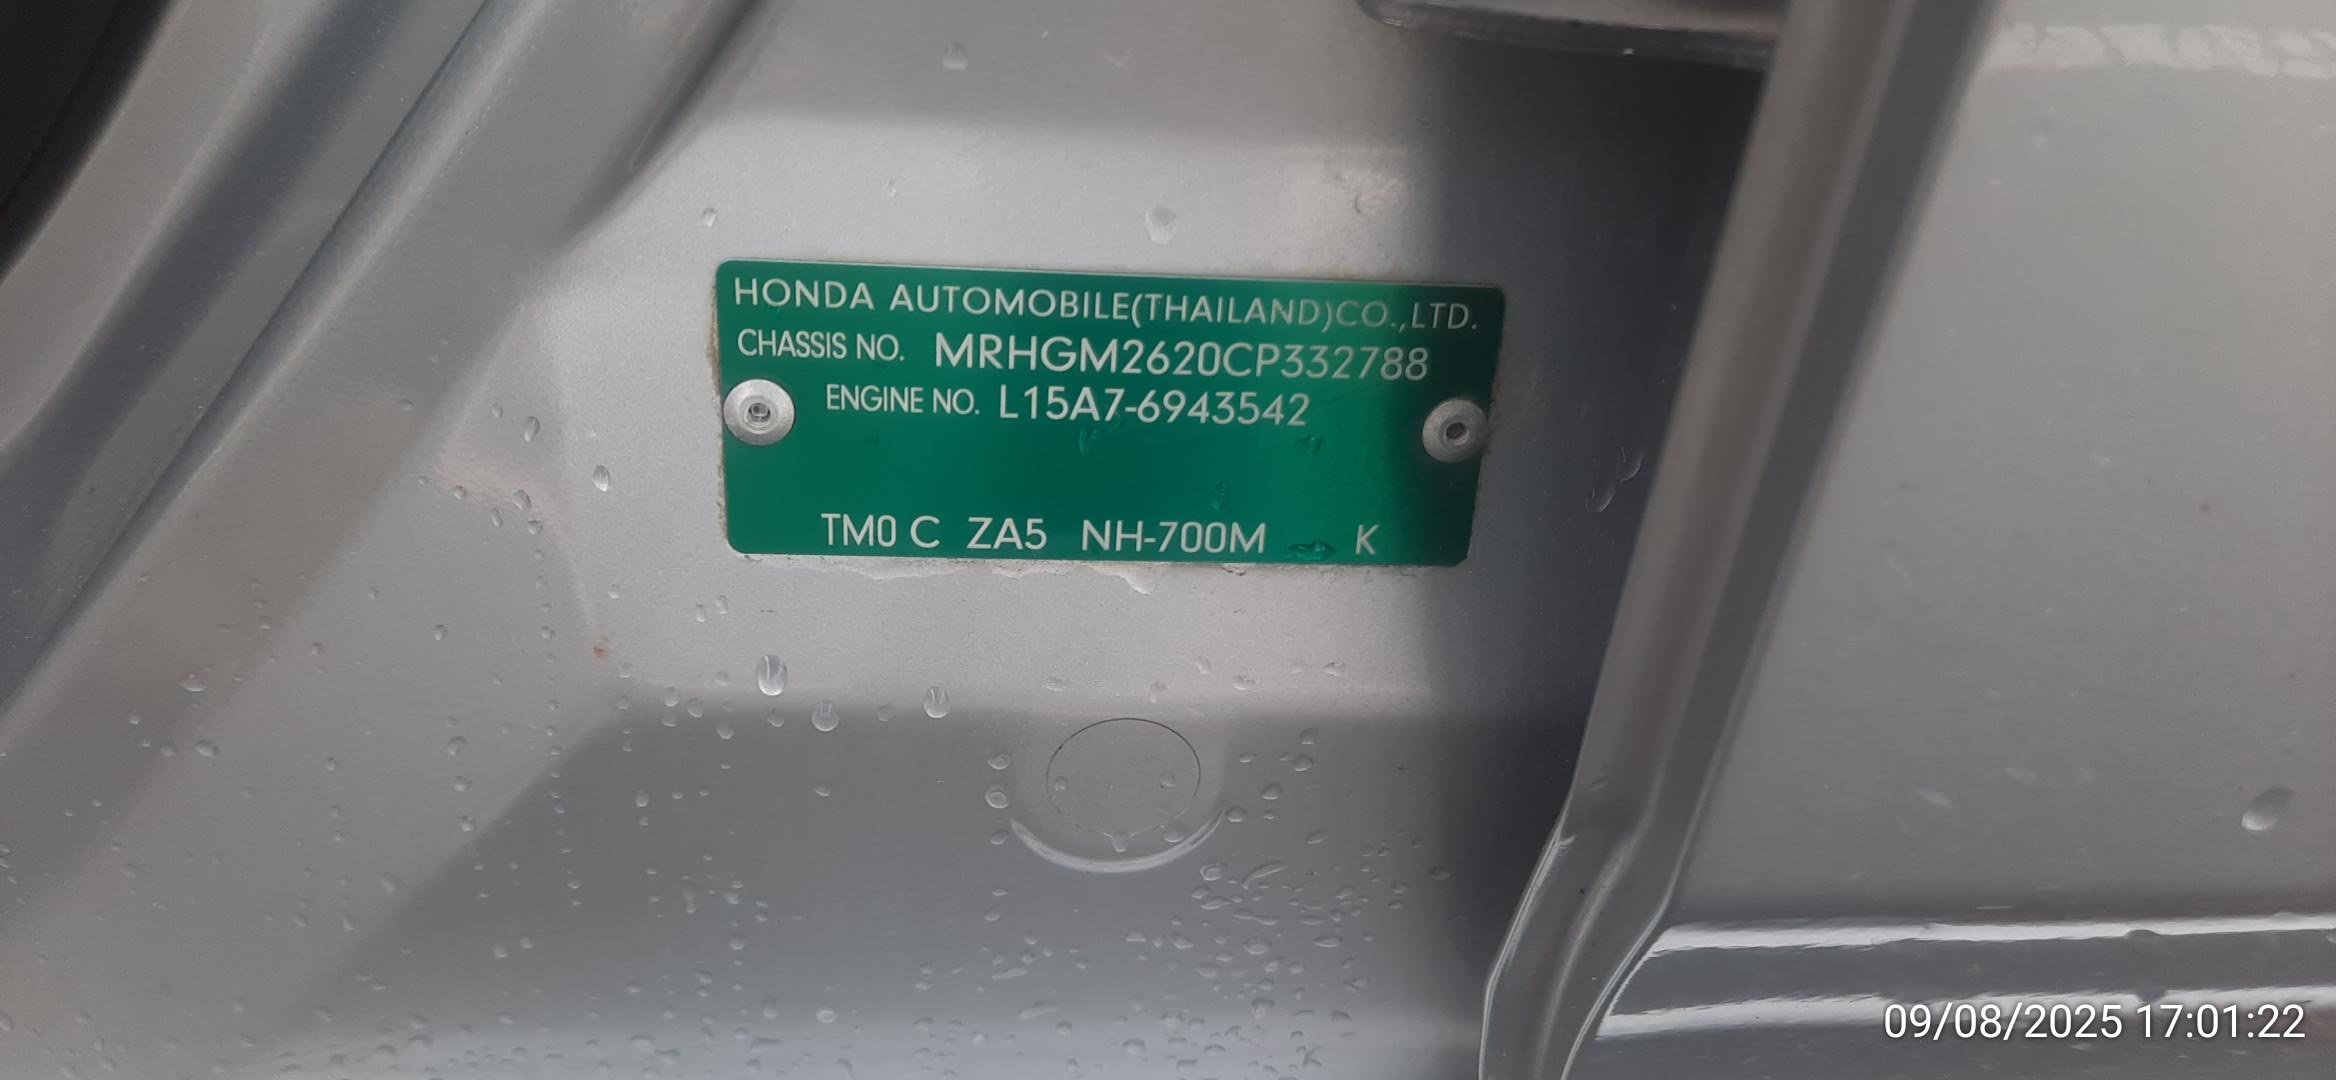 HONDA AUTOMOBILE(THAILAND)CO.,LTD.
CHASSIS NO. MRHGM2620CP332788
ENGINE NO. L15A7-6943542
TM0 C ZA5 NH-700M K
09/08/2025 17:01:22